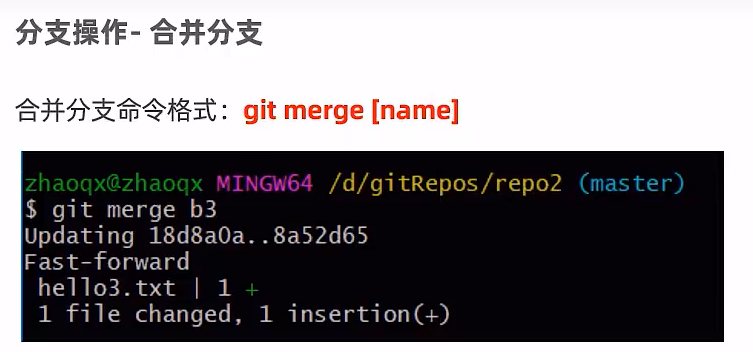 分支操作- 合并分支
合并分支命令格式：git merge [name]
zhaoqx@zhaoqx MINGW64 /d/gitRepos/repo2 (master)
$ git merge b3
Updating 18d8a0a..8a52d65
Fast-forward
 hello3.txt | 1 +
 1 file changed, 1 insertion(+)